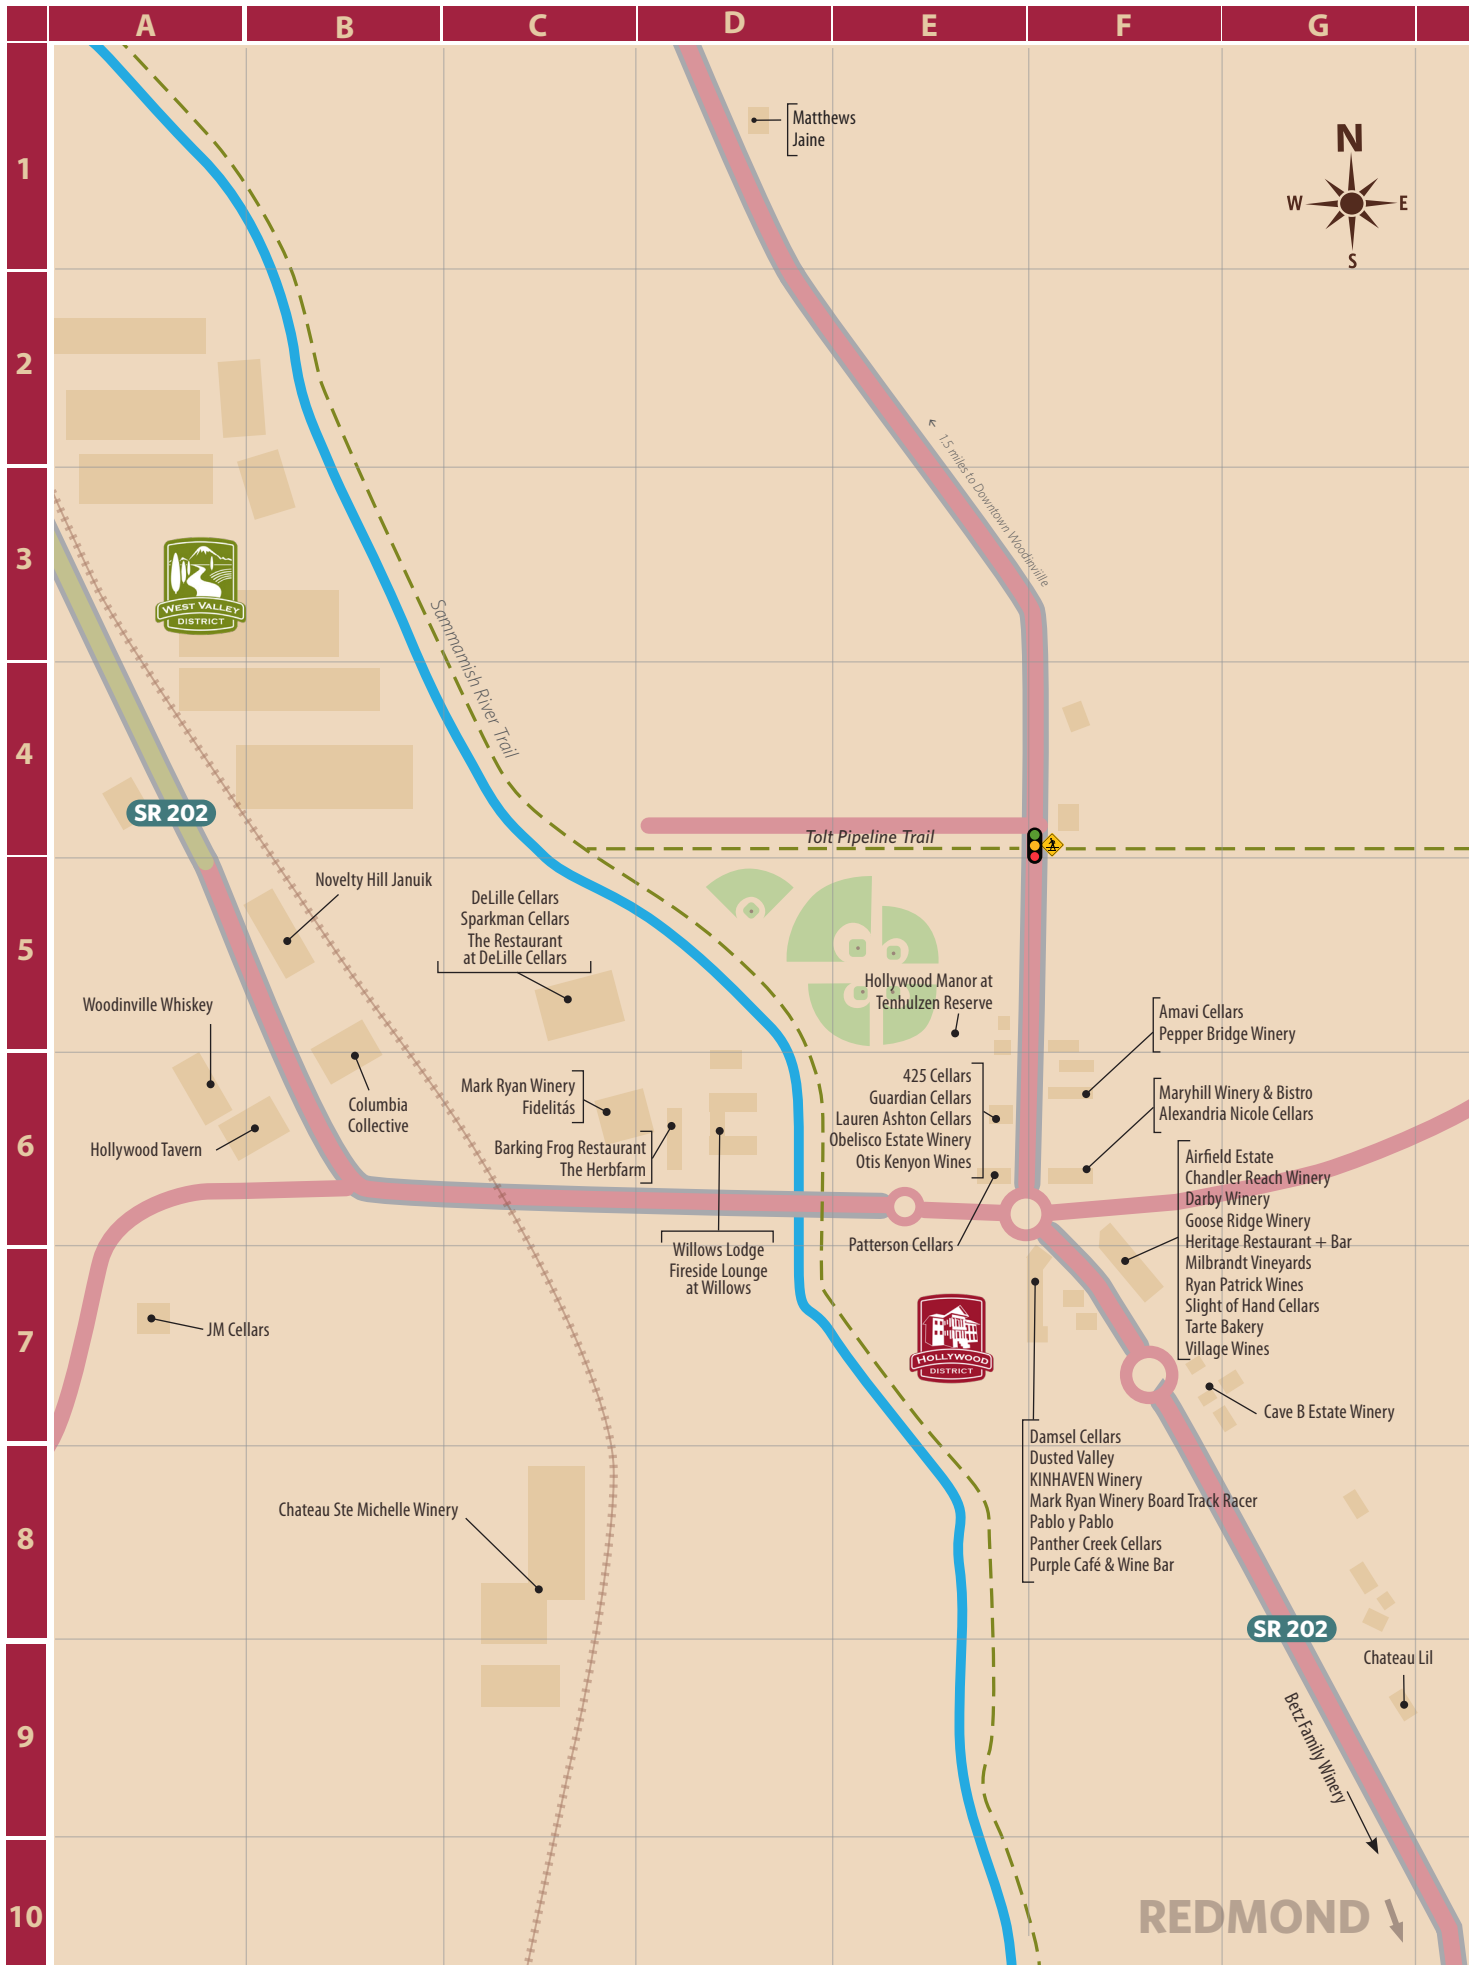 A B C D E F G
1
Matthews
Jaine
N
W E
S
2
1.5 miles to Downtown Woodinville
3
WEST VALLEY
DISTRICT
Sammamish River Trail
4
SR 202
Tolt Pipeline Trail
5
Novelty Hill Januik
DeLille Cellars
Sparkman Cellars
The Restaurant
at DeLille Cellars
Hollywood Manor at
Tenhulzen Reserve
Woodinville Whiskey
Amavi Cellars
Pepper Bridge Winery
6
Columbia
Collective
Hollywood Tavern
Mark Ryan Winery
Fidelitás
Barking Frog Restaurant
The Herbfarm
425 Cellars
Guardian Cellars
Lauren Ashton Cellars
Obelisco Estate Winery
Otis Kenyon Wines
Maryhill Winery & Bistro
Alexandria Nicole Cellars
Airfield Estate
Chandler Reach Winery
Darby Winery
Goose Ridge Winery
Heritage Restaurant + Bar
Milbrandt Vineyards
Ryan Patrick Wines
Slight of Hand Cellars
Tarte Bakery
Village Wines
Willows Lodge
Fireside Lounge
at Willows
Patterson Cellars
7
JM Cellars
HOLLYWOOD
DISTRICT
Cave B Estate Winery
Damsel Cellars
Dusted Valley
KINHAVEN Winery
Mark Ryan Winery Board Track Racer
Pablo y Pablo
Panther Creek Cellars
Purple Café & Wine Bar
8
Chateau Ste Michelle Winery
SR 202
Chateau Lil
9
Betz Family Winery
10
REDMOND